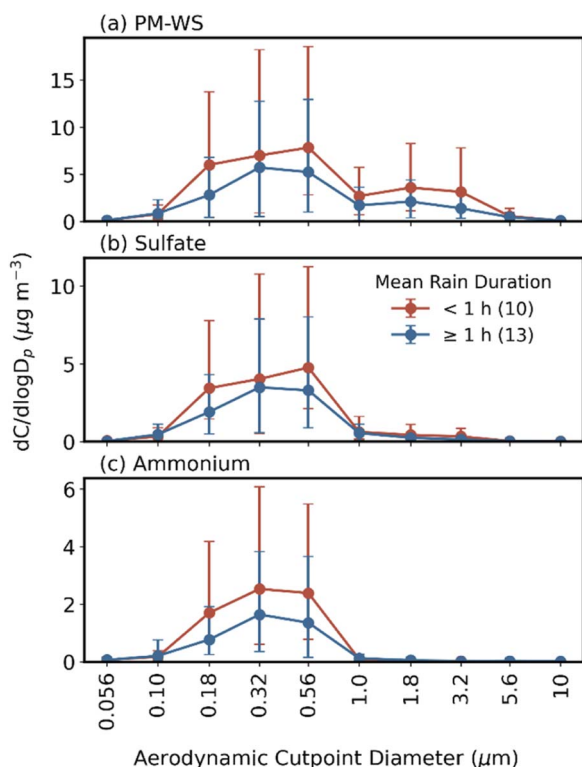 (a) PM-WS
15
10
5
0
(b) Sulfate
10
5
0
Mean Rain Duration
< 1 h (10)
≥ 1 h (13)
dC/dlogDp (μg m−3)
(c) Ammonium
6
4
2
0
0.056
0.10
0.18
0.32
0.56
1.0
1.8
3.2
5.6
10
Aerodynamic Cutpoint Diameter (μm)